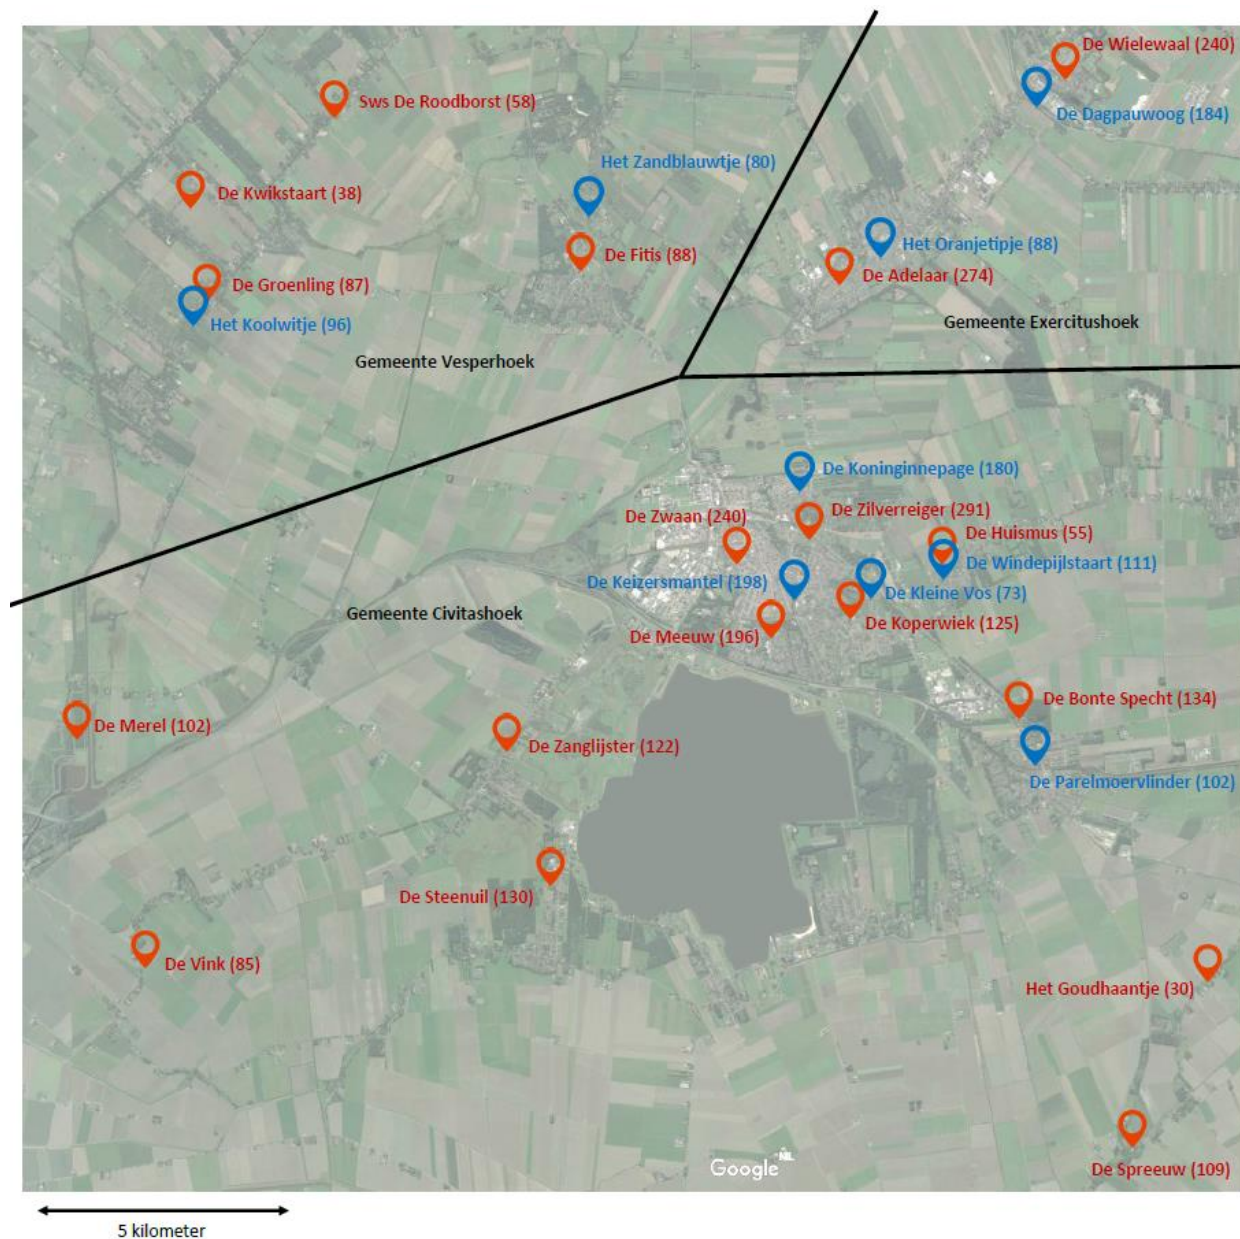 De Wielewaal (240)
Sws De Roodborst (58)
De Dagpauwoog (184)
Het Zandblauwtje (80)
De Kwikstaart (38)
Het Oranjetipje (88)
De Fitis (88)
De Adelaar (274)
De Groenling (87)
Het Koolwitje (96)
Gemeente Exercitushoek
Gemeente Vesperhoek
De Koninginnepage (180)
De Zilverreiger (291)
De Zwaan (240)
De Huismus (55)
De Windepijlstaart (111)
De Keizersmantel (198)
De Kleine Vos (73)
Gemeente Civitashoek
De Koperwiek (125)
De Meeuw (196)
De Bonte Specht (134)
De Merel (102)
De Zanglijster (122)
De Parelmoervlinder (102)
De Steenuil (130)
De Vink (85)
Het Goudhaantje (30)
Google
De Spreeuw (109)
5 kilometer